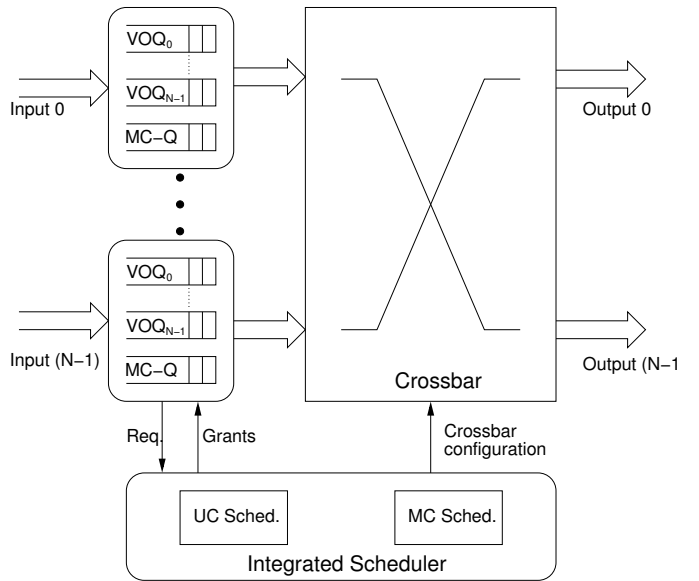 VOQ₀
VOQN−1
MC−Q
Input 0
Output 0
VOQ₀
VOQN−1
MC−Q
Input (N−1)
Output (N−1
Crossbar
Req.
Grants
Crossbar
configuration
UC Sched.
MC Sched.
Integrated Scheduler